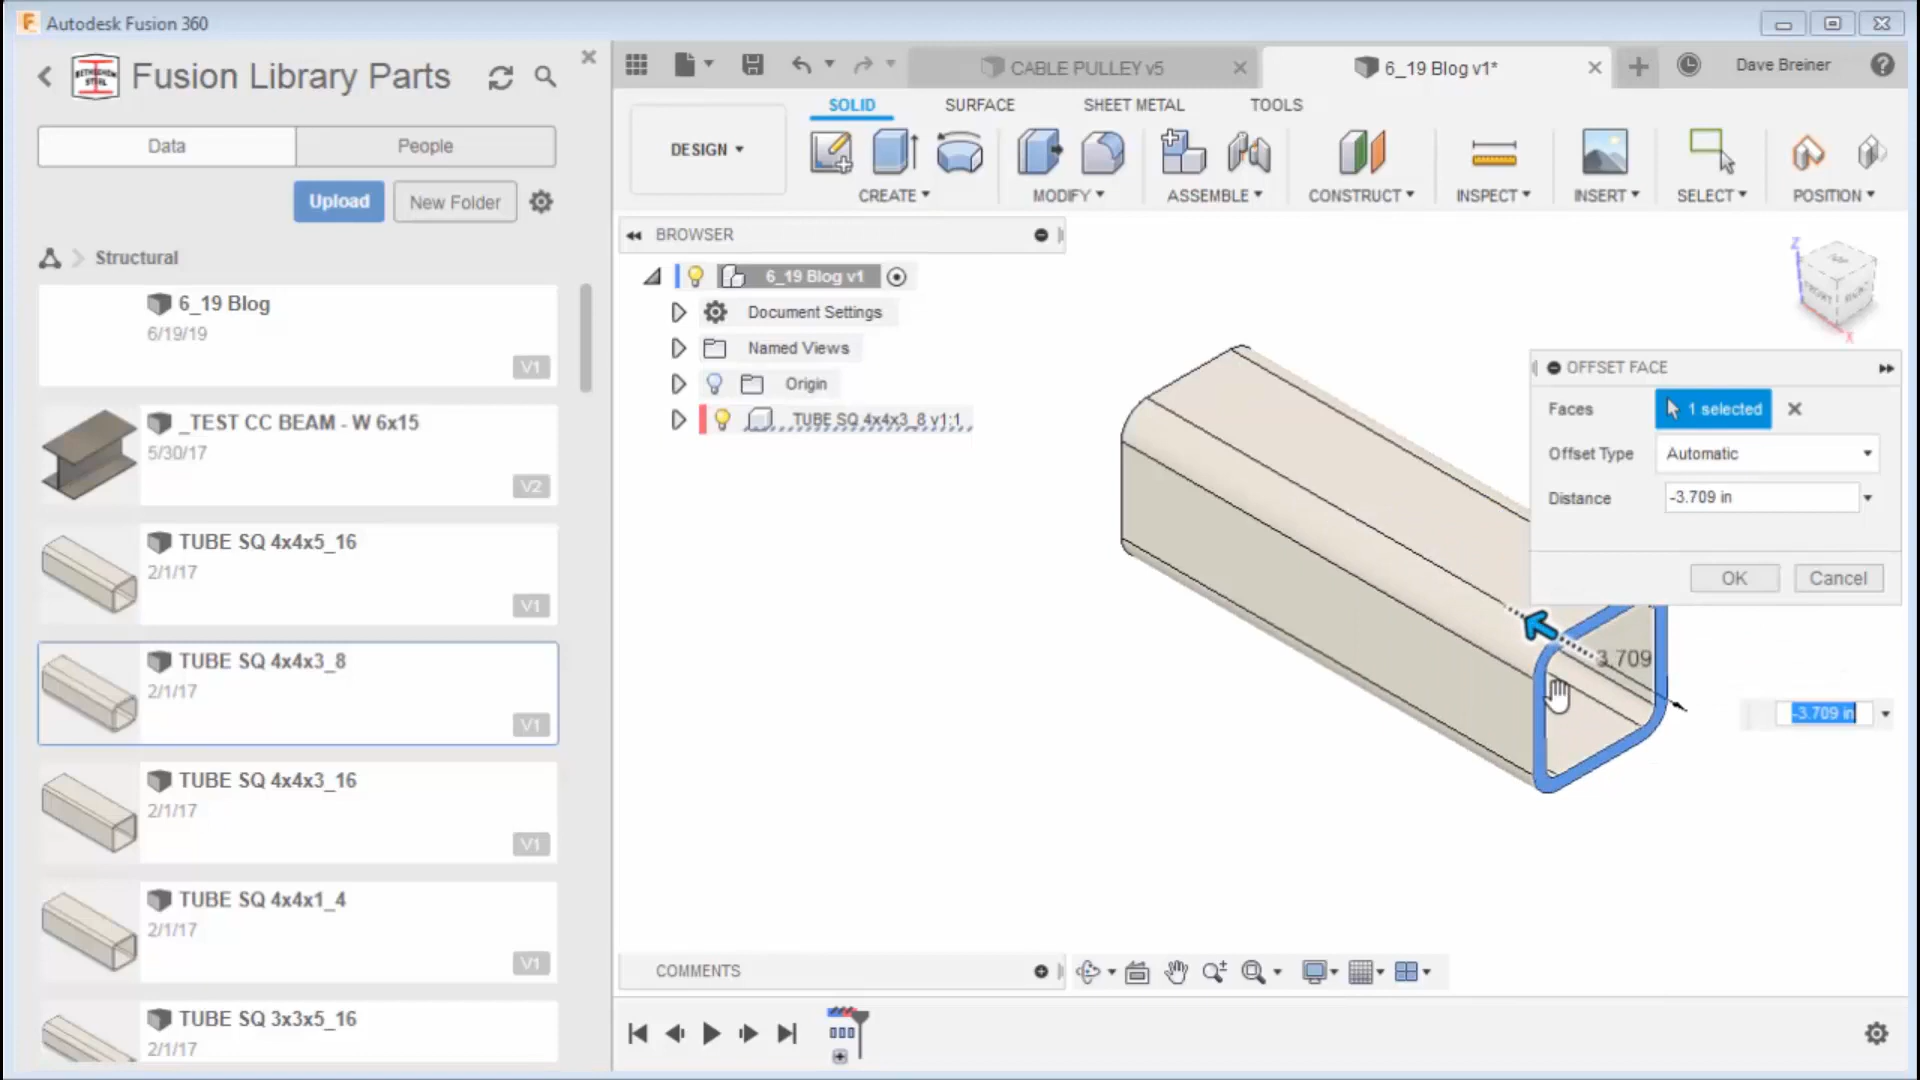 Autodesk Fusion 360
Fusion Library Parts
Data
People
Upload
New Folder
Structural
6_19 Blog
6/19/19
V1
_TEST CC BEAM - W 6x15
5/30/17
V2
TUBE SQ 4x4x5_16
2/1/17
V1
TUBE SQ 4x4x3_8
2/1/17
V1
TUBE SQ 4x4x3_16
2/1/17
V1
TUBE SQ 4x4x1_4
2/1/17
V1
TUBE SQ 3x3x5_16
2/1/17
CABLE PULLEY v5
6_19 Blog v1*
Dave Breiner
SOLID
SURFACE
SHEET METAL
TOOLS
DESIGN
CREATE
MODIFY
ASSEMBLE
CONSTRUCT
INSPECT
INSERT
SELECT
POSITION
BROWSER
6_19 Blog v1
Document Settings
Named Views
Origin
TUBE SQ 4x4x3_8 v1:1
Z
FRONT
RIGHT
X
OFFSET FACE
Faces
1 selected
Offset Type
Automatic
Distance
-3.709 in
OK
Cancel
3.709
-3.709 in
COMMENTS